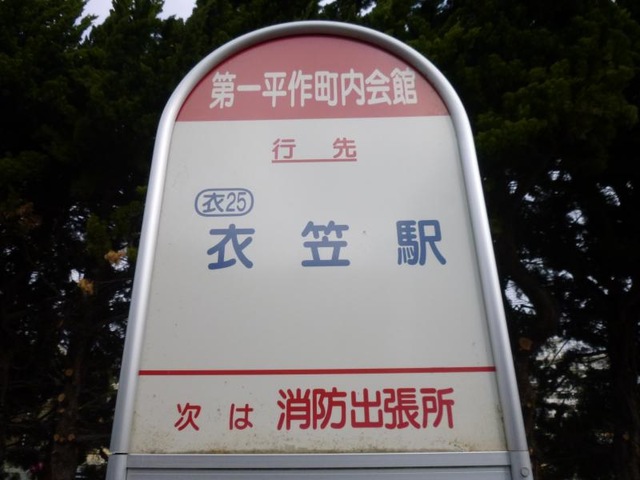 第一平作町内会館
行先
衣25
衣笠駅
次は 消防出張所